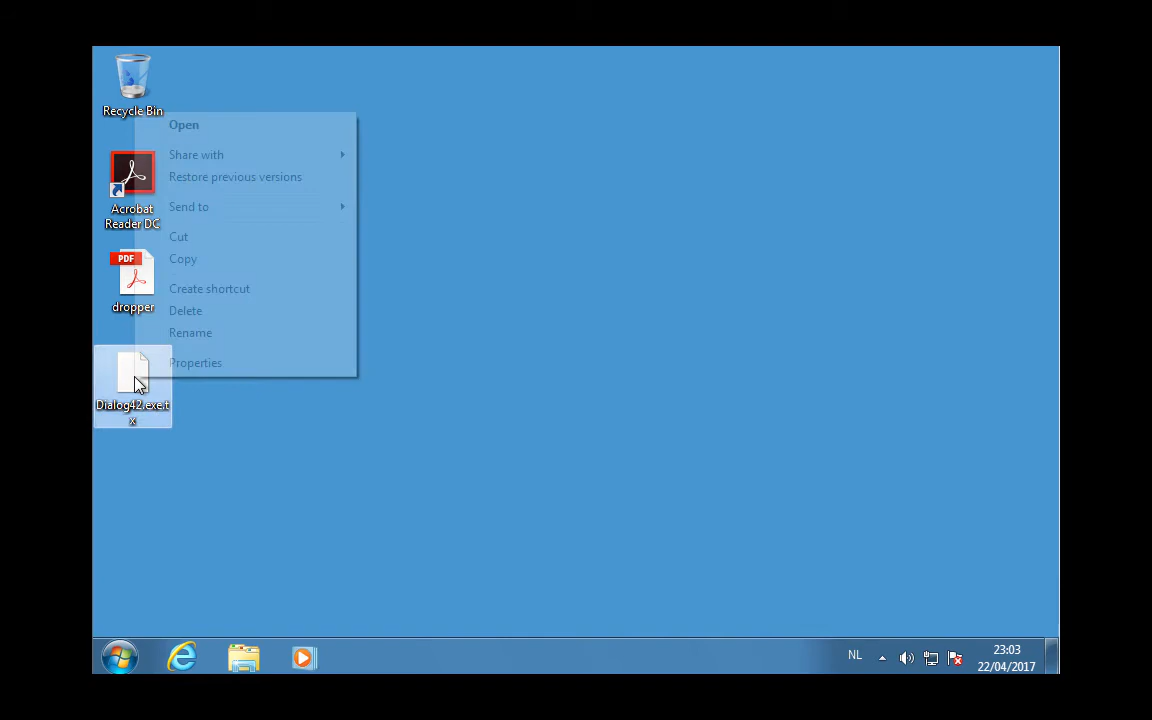 Recycle Bin
Open
Share with
Restore previous versions
Send to
Acrobat
Reader DC
Cut
Copy
PDF
Create shortcut
dropper
Delete
Rename
Properties
Dialog42.exe.t
x
NL
23:03
22/04/2017